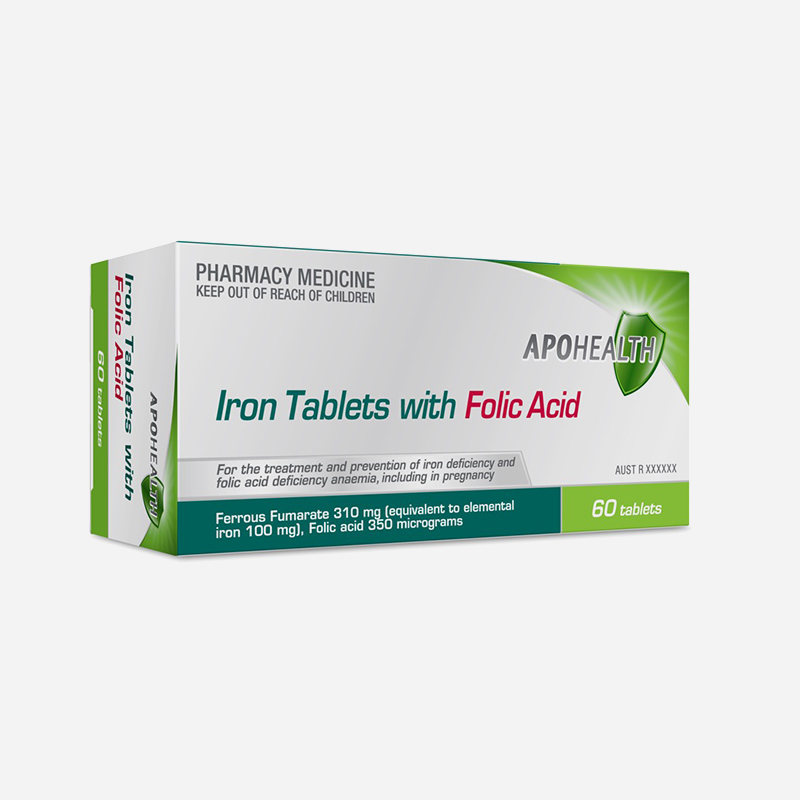 PHARMACY MEDICINE
KEEP OUT OF REACH OF CHILDREN
APOHEALTH
Iron Tablets with Folic Acid
For the treatment and prevention of iron deficiency and
folic acid deficiency anaemia, including in pregnancy
AUST R XXXXXX
Ferrous Fumarate 310 mg (equivalent to elemental
iron 100 mg), Folic acid 350 micrograms
60 tablets
Iron Tablets with
Folic Acid
APOHEALTH
60 tablets